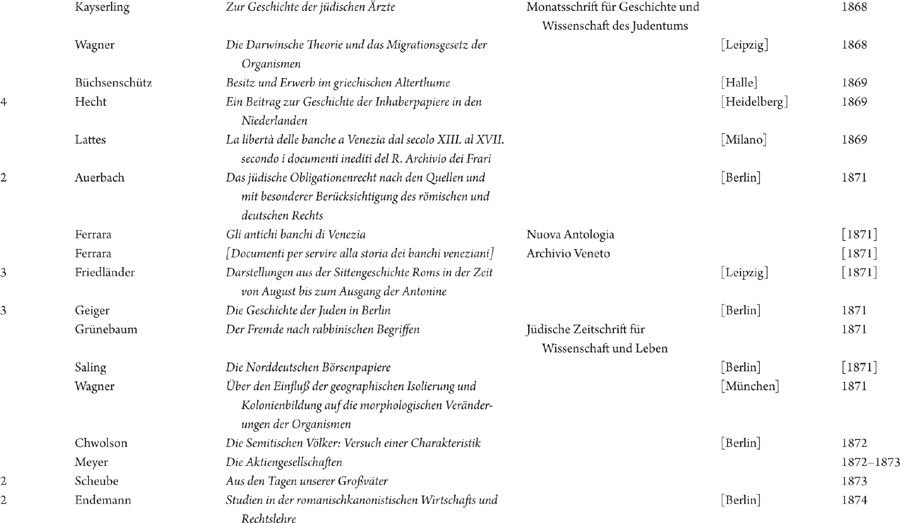 Kayserling Zur Geschichte der jüdischen Ärzte Monatsschrift für Geschichte und 1868
Wissenschaft des Judentums
Wagner Die Darwinsche Theorie und das Migrationsgesetz der [Leipzig] 1868
Organismen
Büchsenschütz Besitz und Erwerb im griechischen Alterthume [Halle] 1869
4 Hecht Ein Beitrag zur Geschichte der Inhaberpapiere in den [Heidelberg] 1869
Niederlanden
Lattes La libertà delle banche a Venezia dal secolo XIII. al XVII. [Milano] 1869
secondo i documenti inediti del R. Archivio dei Frari
2 Auerbach Das jüdische Obligationenrecht nach den Quellen und [Berlin] 1871
mit besonderer Berücksichtigung des römischen und
deutschen Rechts
Ferrara Gli antichi banchi di Venezia Nuova Antologia [1871]
Ferrara [Documenti per servire alla storia dei banchi veneziani] Archivio Veneto [1871]
3 Friedländer Darstellungen aus der Sittengeschichte Roms in der Zeit [Leipzig] [1871]
von August bis zum Ausgang der Antonine
3 Geiger Die Geschichte der Juden in Berlin [Berlin] 1871
Grünebaum Der Fremde nach rabbinischen Begriffen Jüdische Zeitschrift für 1871
Wissenschaft und Leben
Saling Die Norddeutschen Börsenpapiere [Berlin] [1871]
Wagner Über den Einfluß der geographischen Isolierung und [München] 1871
Kolonienbildung auf die morphologischen Veränder-
ungen der Organismen
Chwolson Die Semitischen Völker: Versuch einer Charakteristik [Berlin] 1872
Meyer Die Aktiengesellschaften 1872–1873
2 Scheube Aus den Tagen unserer Großväter 1873
2 Endemann Studien in der romanischkanonistischen Wirtschafts und [Berlin] 1874
Rechtslehre